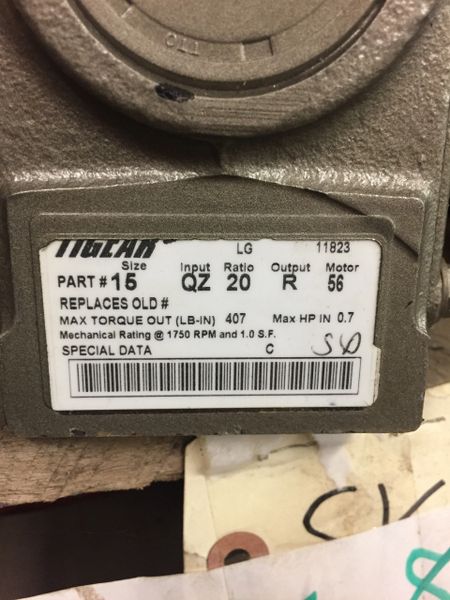 OIL
TIGEAR
LG 11823
Size Input Ratio Output Motor
PART # 15 QZ 20 R 56
REPLACES OLD #
MAX TORQUE OUT (LB-IN) 407 Max HP IN 0.7
Mechanical Rating @ 1750 RPM and 1.0 S.F.
SPECIAL DATA C